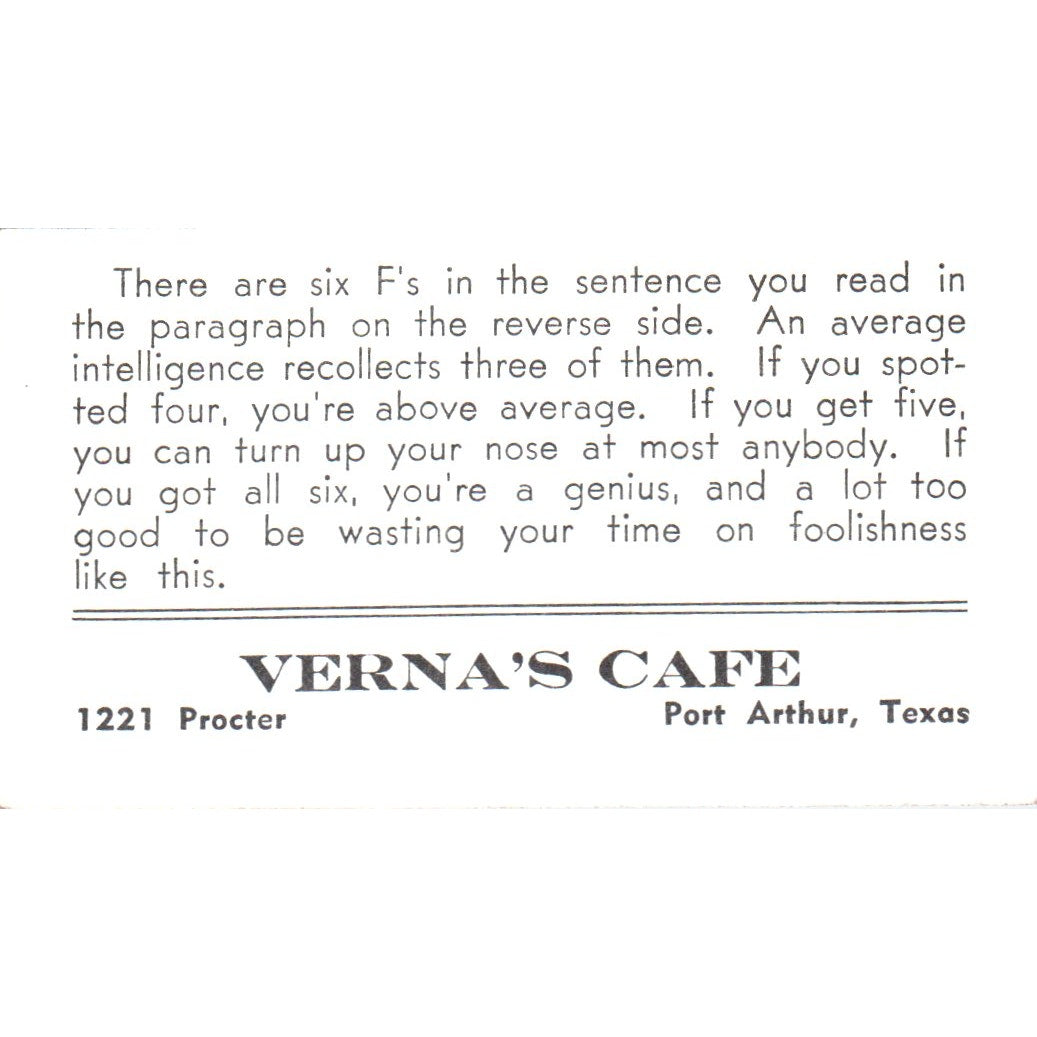 There are six F's in the sentence you read in
the paragraph on the reverse side. An average
intelligence recollects three of them. If you spot-
ted four, you're above average. If you get five,
you can turn up your nose at most anybody. If
you got all six, you're a genius, and a lot too
good to be wasting your time on foolishness
like this.
VERNA'S CAFE
1221 Procter Port Arthur, Texas